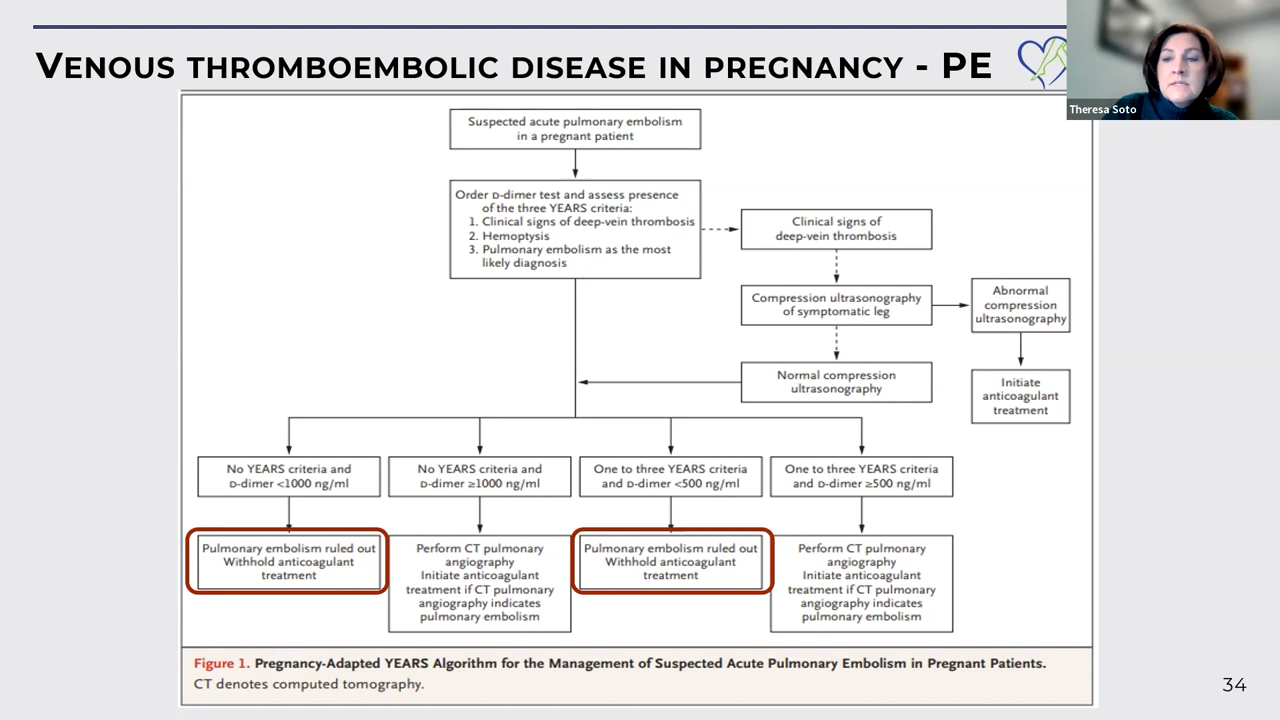 VENOUS THROMBOEMBOLIC DISEASE IN PREGNANCY - PE
Theresa Soto
Suspected acute pulmonary embolism
in a pregnant patient
Order D-dimer test and assess presence
of the three YEARS criteria:
1. Clinical signs of deep-vein thrombosis
2. Hemoptysis
3. Pulmonary embolism as the most
likely diagnosis
Clinical signs of
deep-vein thrombosis
Compression ultrasonography
of symptomatic leg
Abnormal
compression
ultrasonography
Normal compression
ultrasonography
Initiate
anticoagulant
treatment
No YEARS criteria and
D-dimer <1000 ng/ml
No YEARS criteria and
D-dimer ≥1000 ng/ml
One to three YEARS criteria
and D-dimer <500 ng/ml
One to three YEARS criteria
and D-dimer ≥500 ng/ml
Pulmonary embolism ruled out
Withhold anticoagulant
treatment
Perform CT pulmonary
angiography
Initiate anticoagulant
treatment if CT pulmonary
angiography indicates
pulmonary embolism
Pulmonary embolism ruled out
Withhold anticoagulant
treatment
Perform CT pulmonary
angiography
Initiate anticoagulant
treatment if CT pulmonary
angiography indicates
pulmonary embolism
Figure 1. Pregnancy-Adapted YEARS Algorithm for the Management of Suspected Acute Pulmonary Embolism in Pregnant Patients.
CT denotes computed tomography.
34